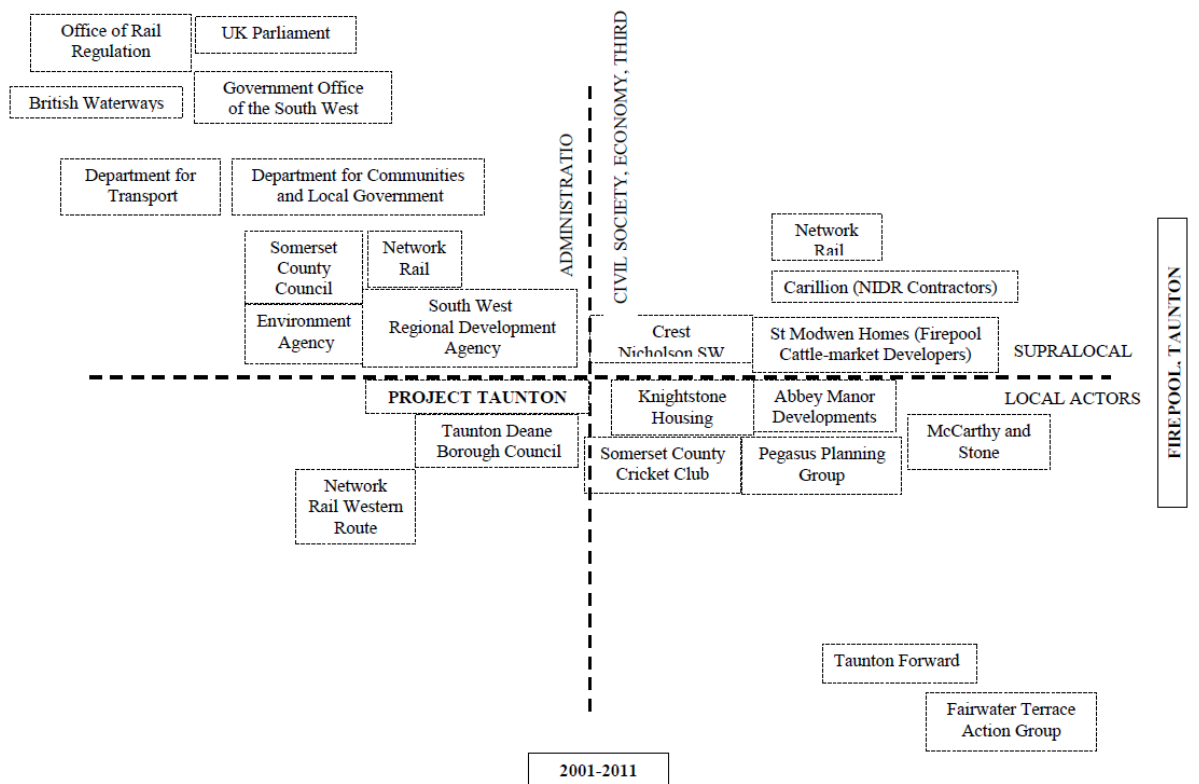 Office of Rail
Regulation
UK Parliament
British Waterways
Government Office
of the South West
ADMINISTRATIO
CIVIL SOCIETY, ECONOMY, THIRD
Department for
Transport
Department for Communities
and Local Government
Somerset
County
Council
Network
Rail
Network
Rail
Carillion (NIDR Contractors)
Environment
Agency
South West
Regional Development
Agency
Crest
Nicholson SW
St Modwen Homes (Firepool
Cattle-market Developers)
SUPRALOCAL
FIREPOOL, TAUNTON
PROJECT TAUNTON
Knightstone
Housing
Abbey Manor
Developments
LOCAL ACTORS
Taunton Deane
Borough Council
Somerset County
Cricket Club
Pegasus Planning
Group
McCarthy and
Stone
Network
Rail Western
Route
Taunton Forward
Fairwater Terrace
Action Group
2001-2011